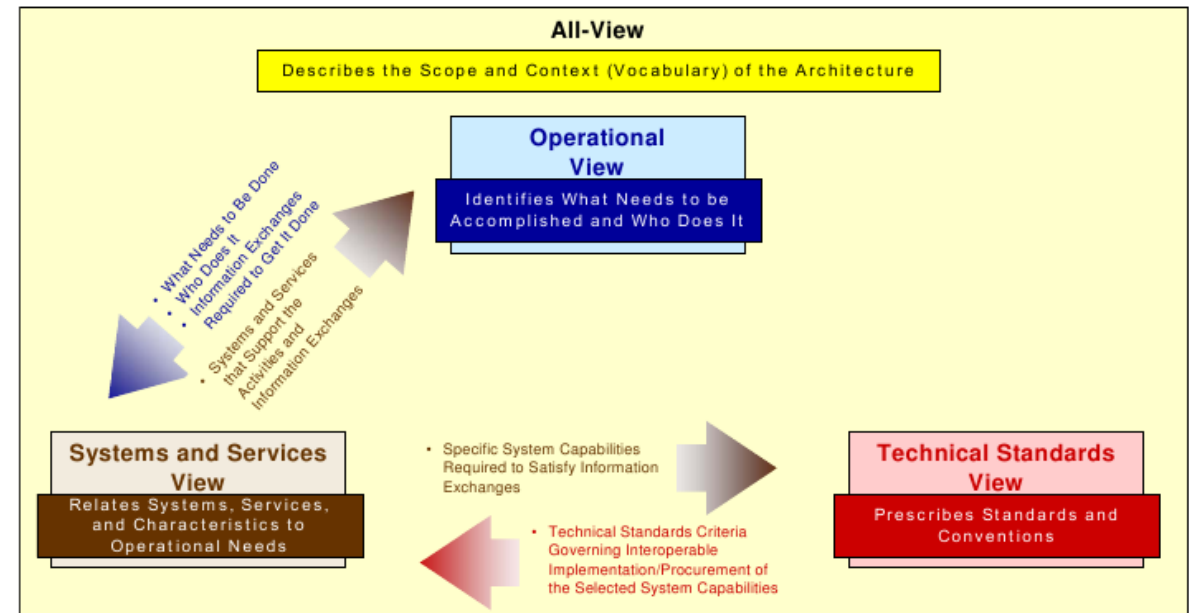 All-View
Describes the Scope and Context (Vocabulary) of the Architecture
Operational
View
Identifies What Needs to be
Accomplished and Who Does It
• What Needs to Be Done
• Who Does It
• Information Exchanges
Required to Get It Done
• Systems and Services
that Support the
Activities and
Information Exchanges
Systems and Services
View
Relates Systems, Services,
and Characteristics to
Operational Needs
• Specific System Capabilities
Required to Satisfy Information
Exchanges
• Technical Standards Criteria
Governing Interoperable
Implementation/Procurement of
the Selected System Capabilities
Technical Standards
View
Prescribes Standards and
Conventions